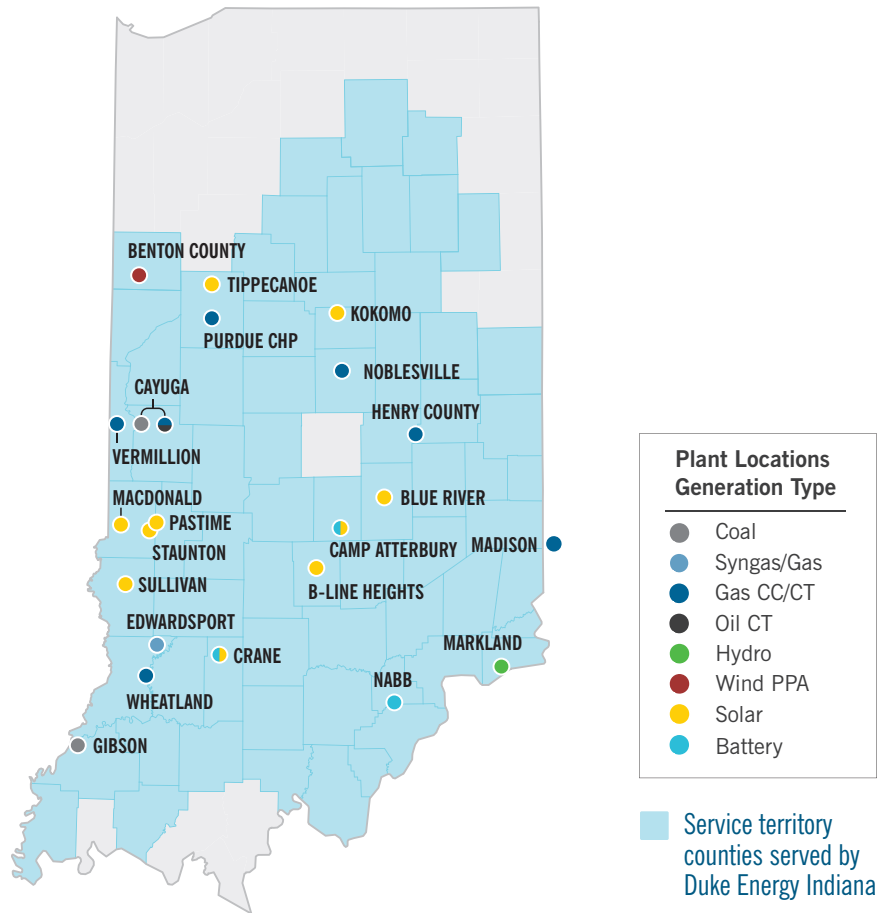 BENTON COUNTY
TIPPECANOE
KOKOMO
PURDUE CHP
NOBLESVILLE
CAYUGA
HENRY COUNTY
VERMILLION
MACDONALD
BLUE RIVER
PASTIME
STAUNTON
CAMP ATTERBURY
MADISON
SULLIVAN
B-LINE HEIGHTS
EDWARDSPORT
CRANE
MARKLAND
NABB
WHEATLAND
GIBSON
Plant Locations
Generation Type
Coal
Syngas/Gas
Gas CC/CT
Oil CT
Hydro
Wind PPA
Solar
Battery
Service territory
counties served by
Duke Energy Indiana